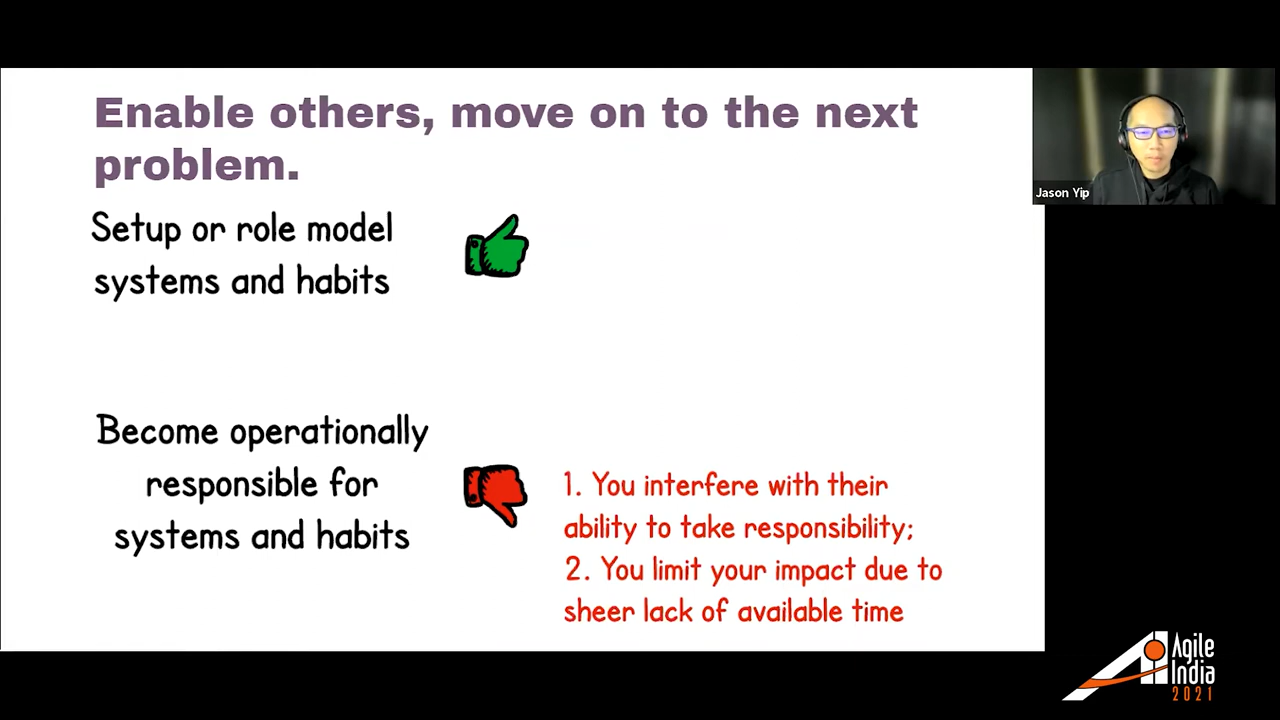 Enable others, move on to the next
problem.
Setup or role model
systems and habits
Become operationally
responsible for
systems and habits
1. You interfere with their
ability to take responsibility;
2. You limit your impact due to
sheer lack of available time
Jason Yip
Agile
India
2021